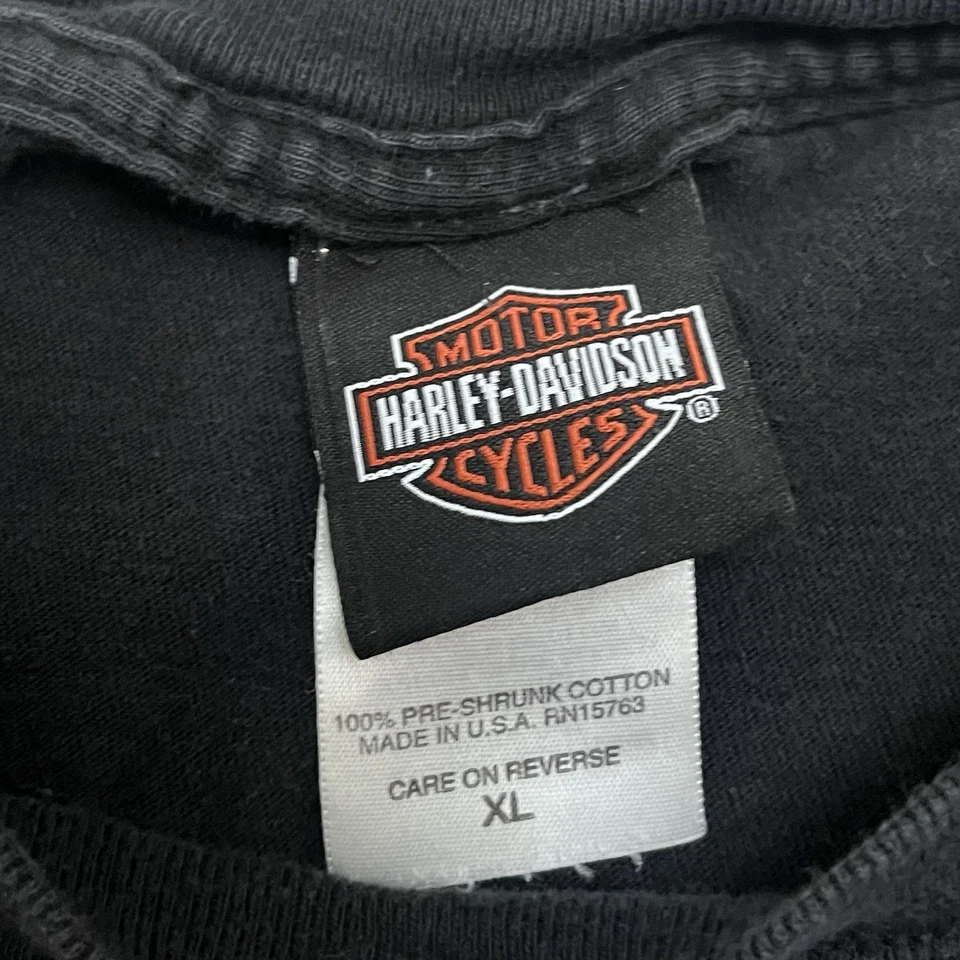 MOTOR
HARLEY-DAVIDSON
CYCLES
®
100% PRE-SHRUNK COTTON
MADE IN U.S.A. RN15763
CARE ON REVERSE
XL